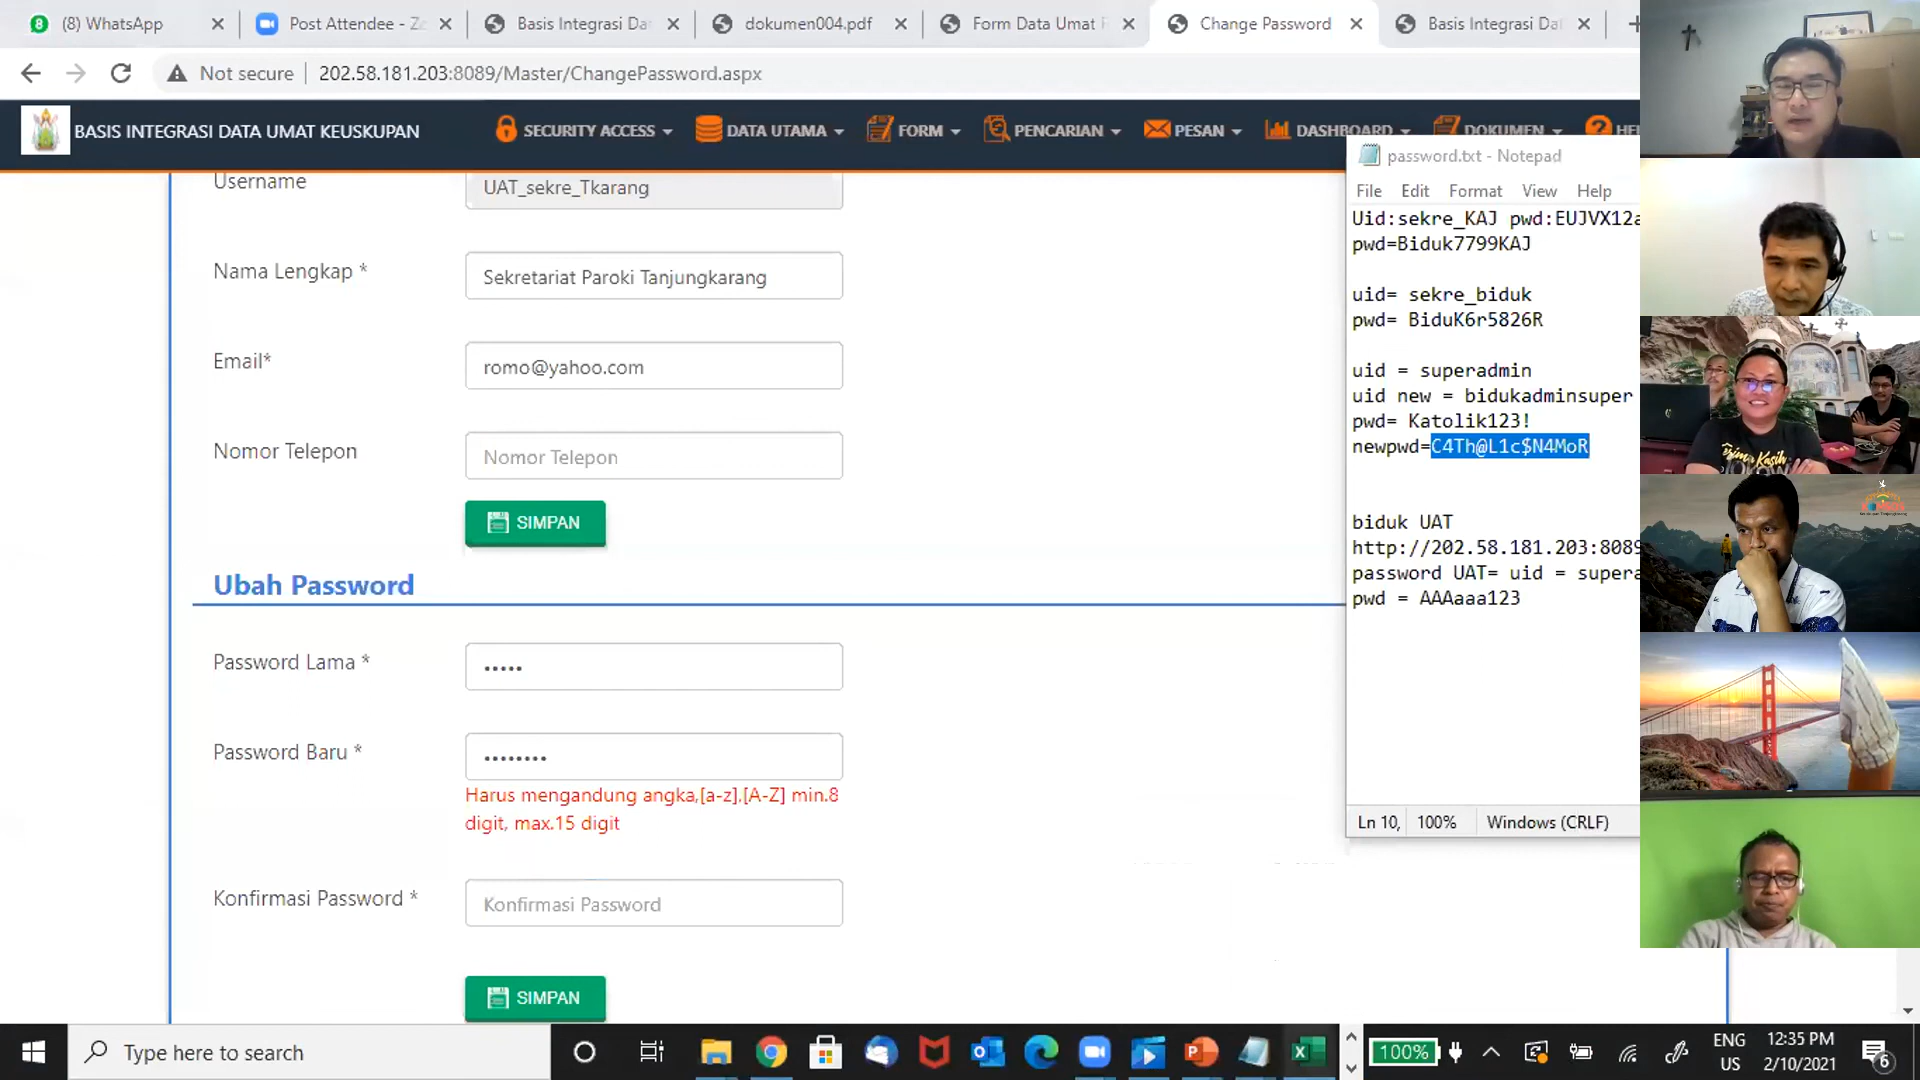 (8) WhatsApp
Post Attendee - Zo
Basis Integrasi Da
dokumen004.pdf
Form Data Umat
Change Password
Basis Integrasi Da
Not secure
202.58.181.203:8089/Master/ChangePassword.aspx
BASIS INTEGRASI DATA UMAT KEUSKUPAN
SECURITY ACCESS
DATA UTAMA
FORM
PENCARIAN
PESAN
DASHBOARD
DOKUMEN
HEL
Username
UAT_sekre_Tkarang
Nama Lengkap *
Sekretariat Paroki Tanjungkarang
Email*
romo@yahoo.com
Nomor Telepon
Nomor Telepon
SIMPAN
Ubah Password
Password Lama *
•••••
Password Baru *
••••••••
Harus mengandung angka,[a-z],[A-Z] min.8
digit, max.15 digit
Konfirmasi Password *
Konfirmasi Password
SIMPAN
password.txt - Notepad
File Edit Format View Help
Uid:sekre_KAJ pwd:EUJVX12a
pwd=Biduk7799KAJ
uid= sekre_biduk
pwd= BiduK6r5826R
uid = superadmin
uid new = bidukadminsuper
pwd= Katolik123!
newpwd=C4Th@L1c$N4MoR
biduk UAT
http://202.58.181.203:8089
password UAT= uid = supera
pwd = AAAaaa123
Ln 10, 100% Windows (CRLF)
Terima Kasih
Type here to search
100%
ENG
US
12:35 PM
2/10/2021
6